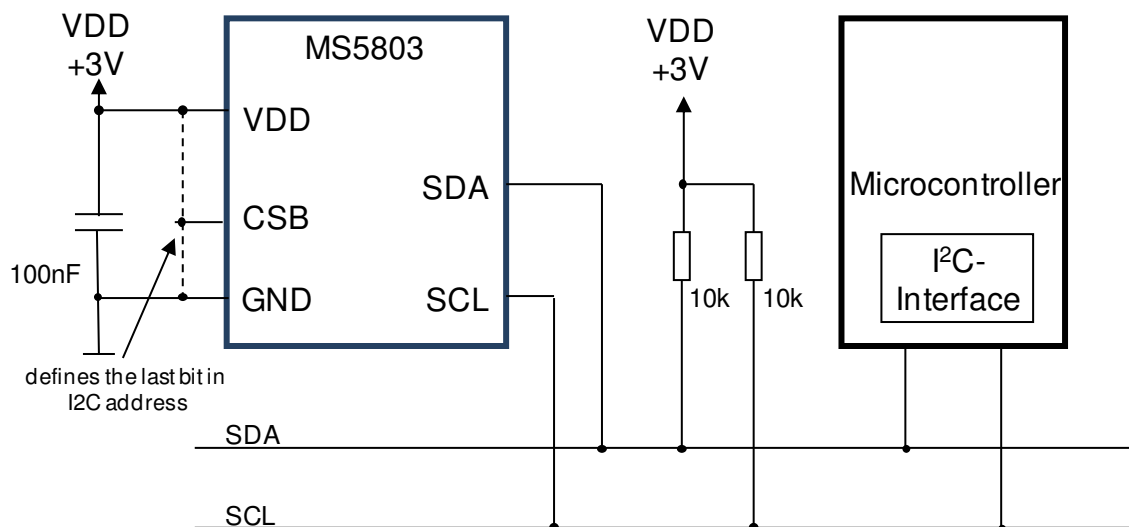 VDD
+3V
MS5803
VDD
CSB
GND
SDA
SCL
100nF
defines the last bit in
I2C address
VDD
+3V
10k
10k
Microcontroller
I²C-
Interface
SDA
SCL